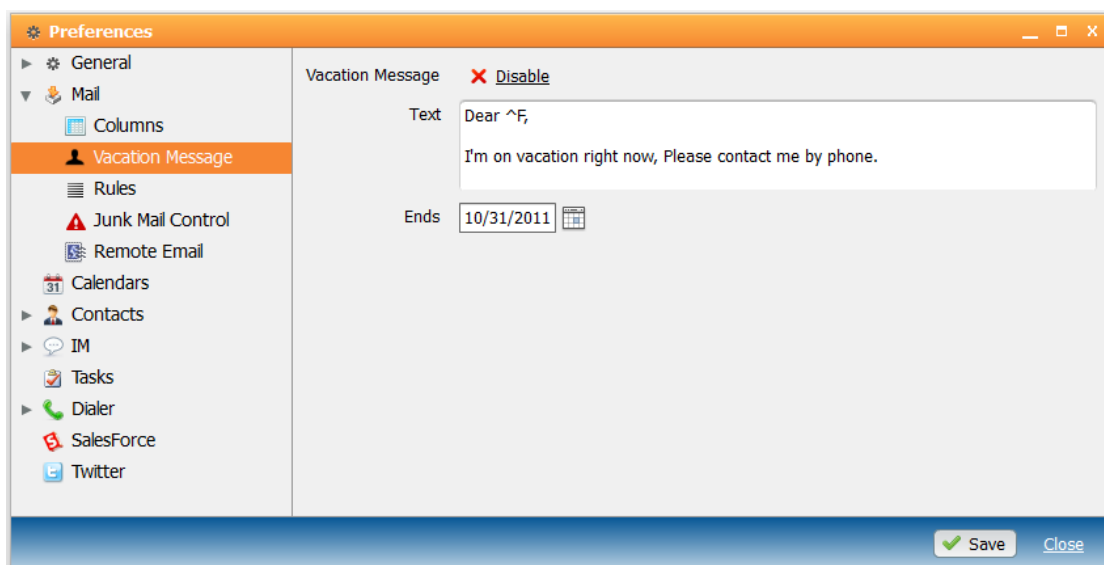 Preferences
General
Mail
Columns
Vacation Message
Rules
Junk Mail Control
Remote Email
31 Calendars
Contacts
IM
Tasks
Dialer
SalesForce
Twitter
Vacation Message Disable
Text
Dear ^F,
I'm on vacation right now, Please contact me by phone.
Ends 10/31/2011
Save Close